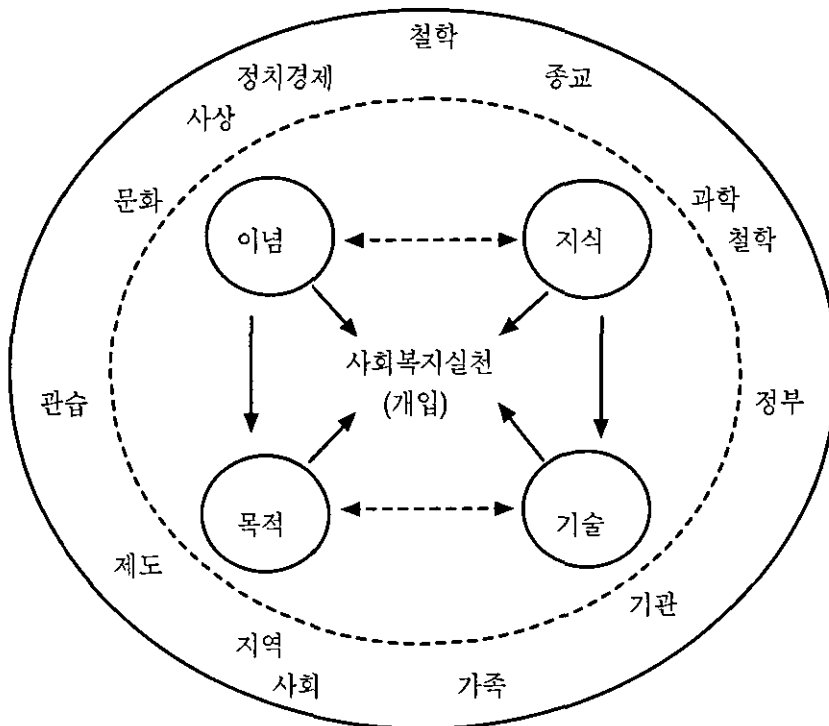 철학
정치경제
종교
사상
문화
과학
철학
이념
지식
사회복지실천
(개입)
관습
정부
목적
기술
제도
기관
지역
사회
가족